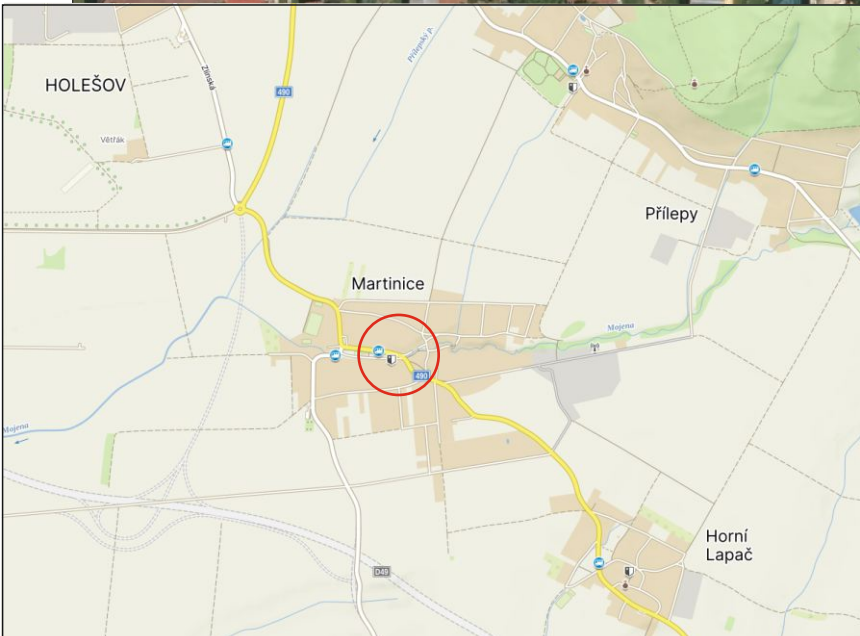 HOLEŠOV
Zlínská
490
Přílepský p.
Větřák
Přílepy
Martinice
Mojena
490
Mojena
D49
Horní
Lapač